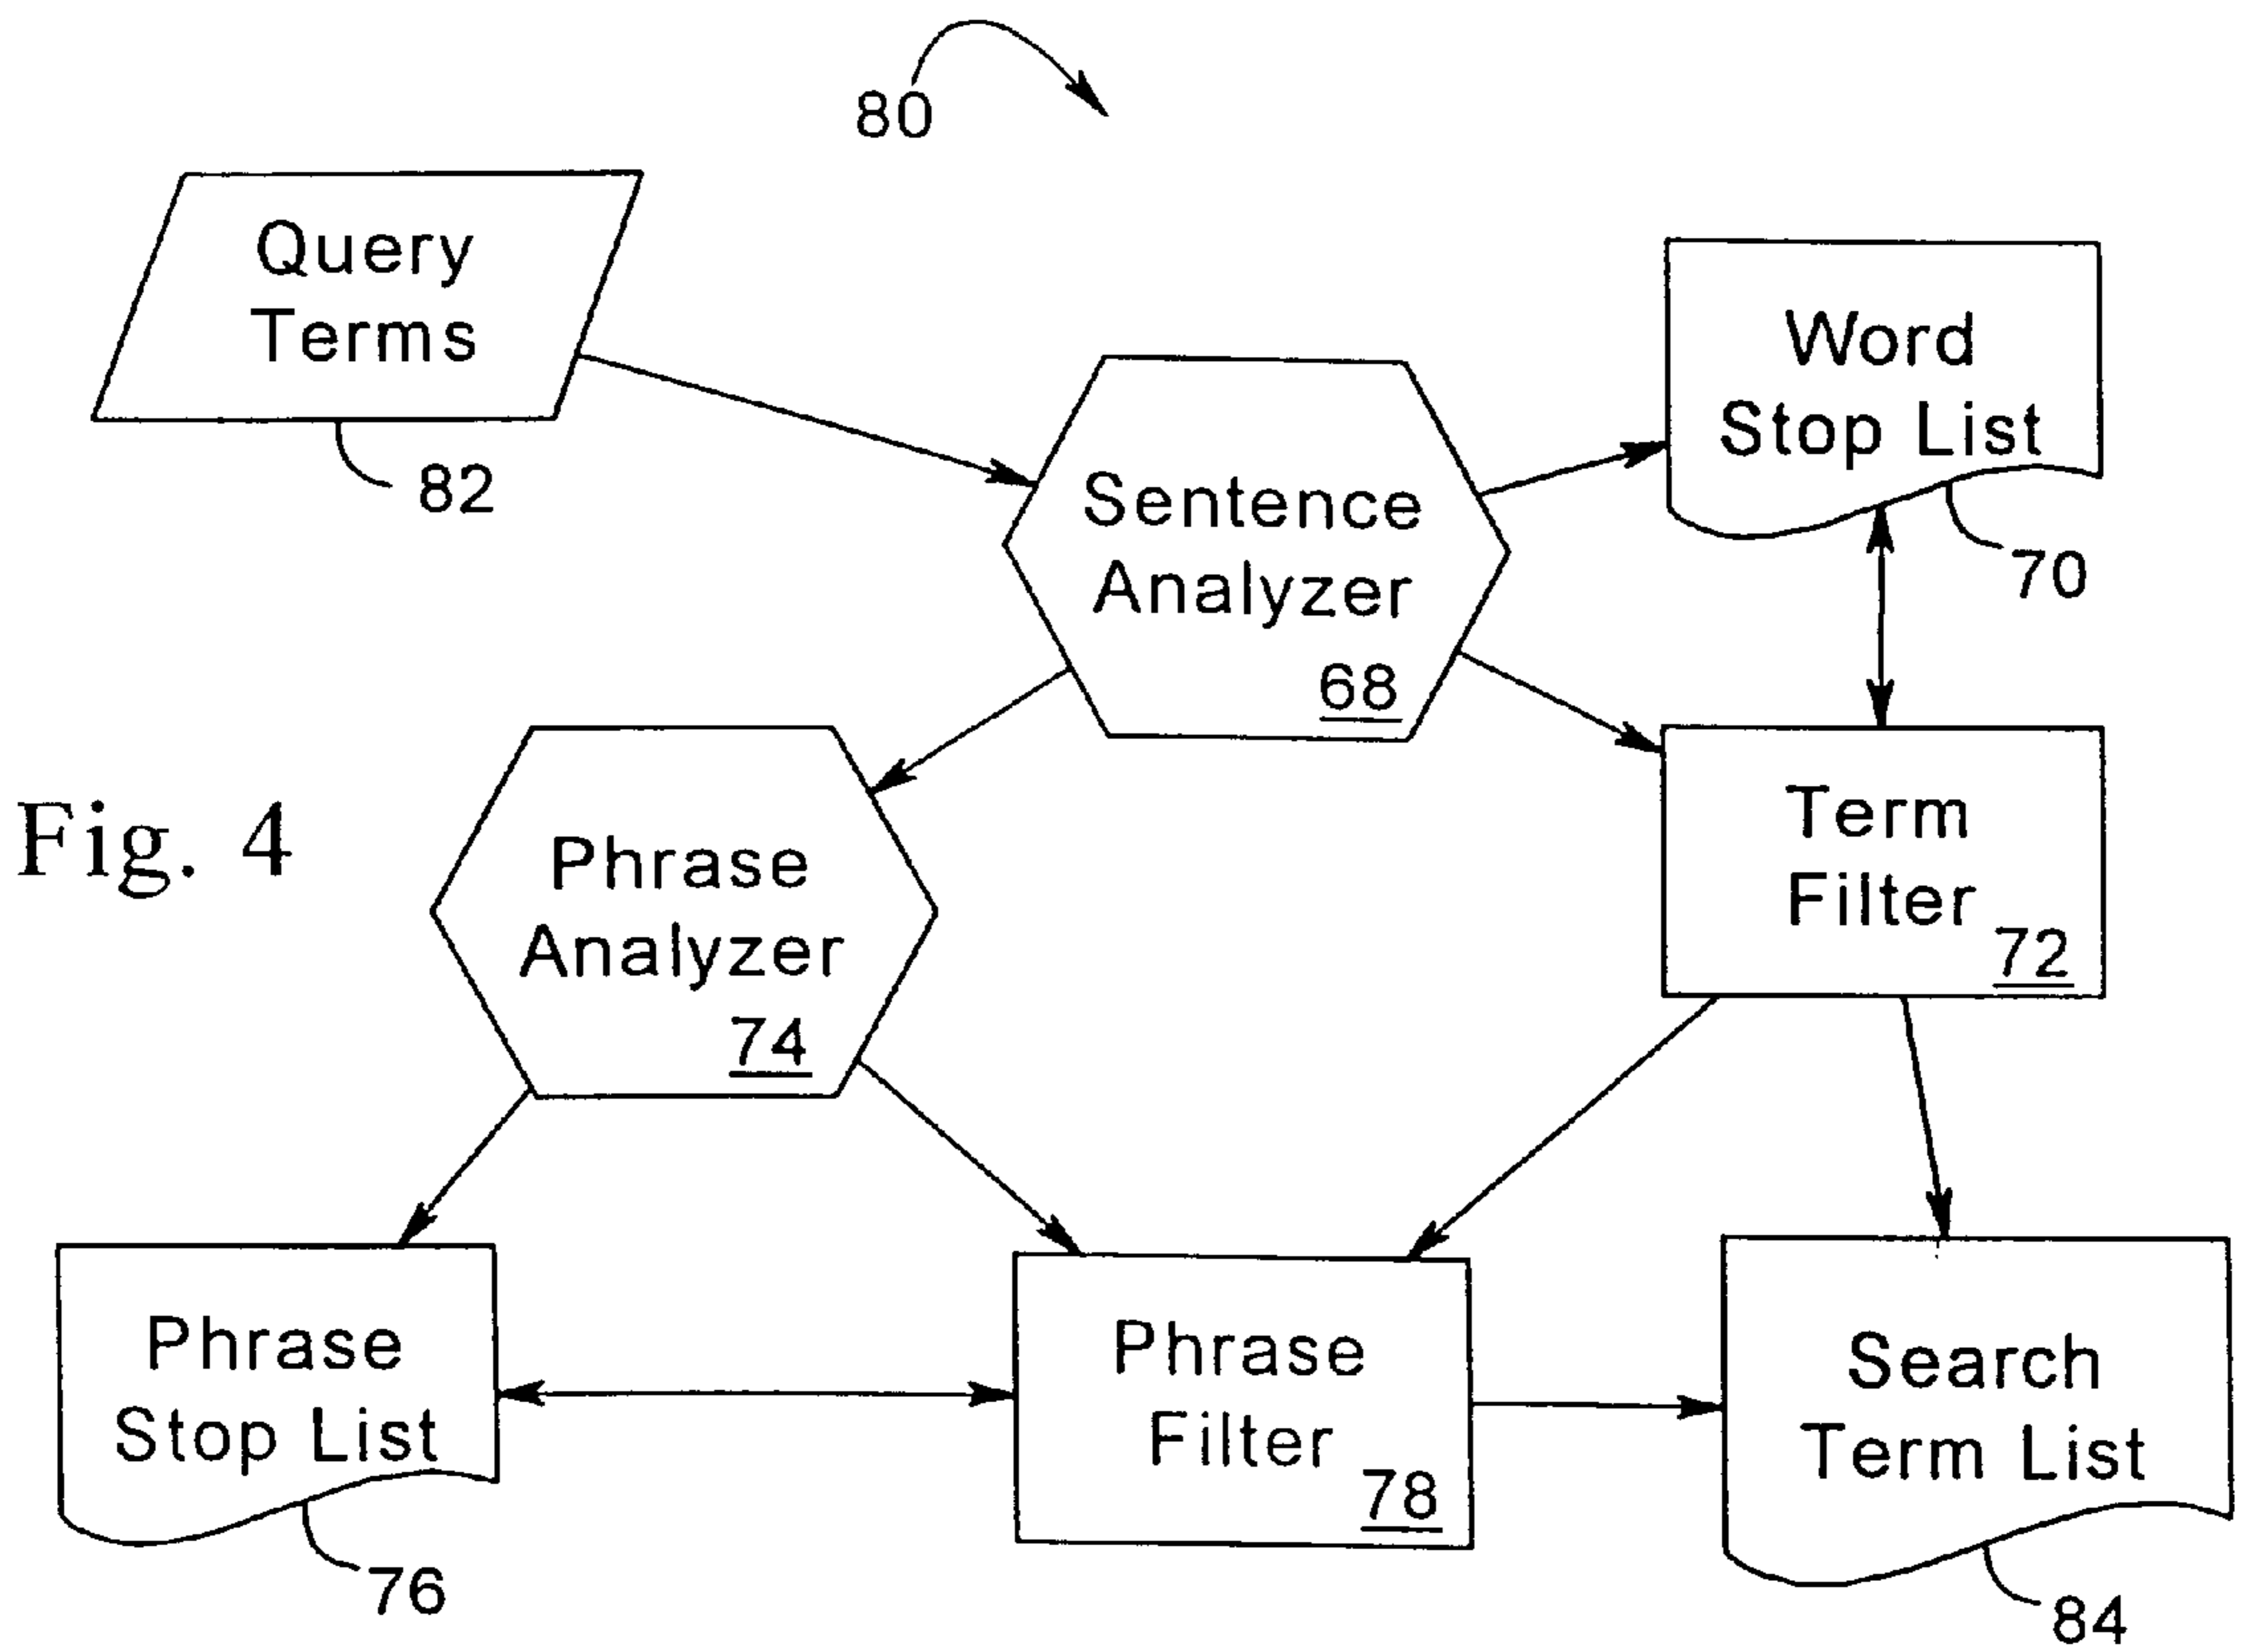 80
Query
Terms
82
Word
Stop List
70
Sentence
Analyzer
68
Fig. 4
Phrase
Analyzer
74
Term
Filter
72
Phrase
Stop List
76
Phrase
Filter
78
Search
Term List
84